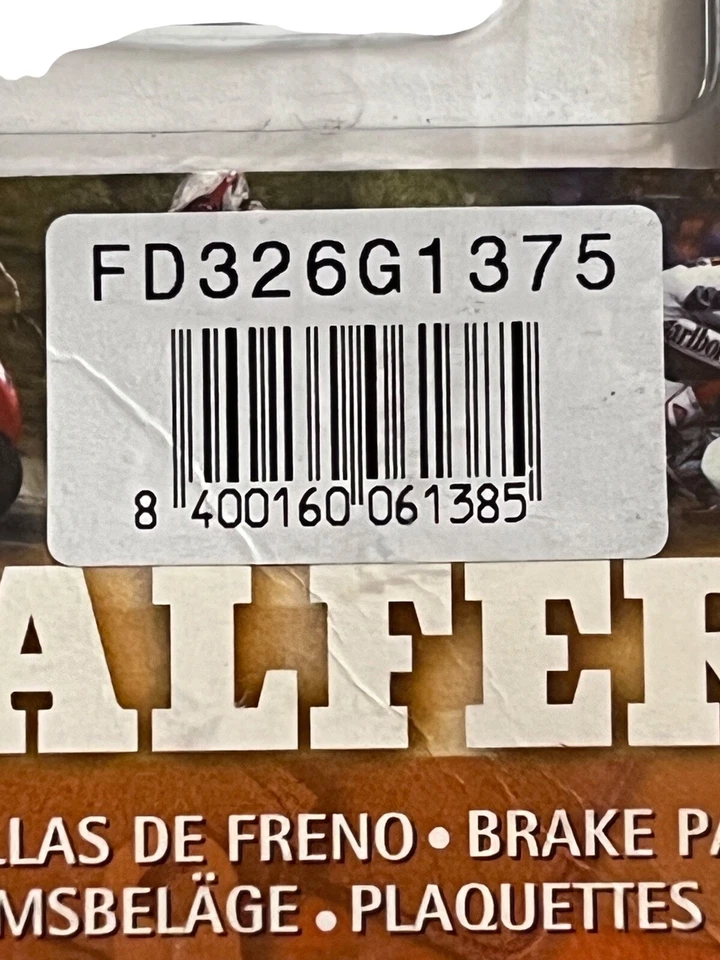 FD326G1375
8 400160 061385
ALFER
LLAS DE FRENO • BRAKE PA
MSBELÄGE • PLAQUETTES